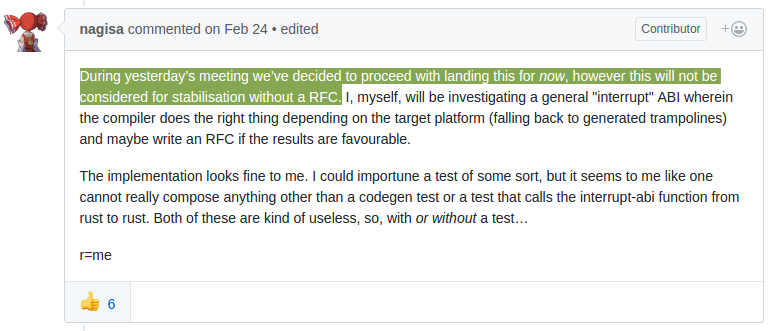 nagisa commented on Feb 24 • edited
Contributor
During yesterday's meeting we've decided to proceed with landing this for now, however this will not be
considered for stabilisation without a RFC. I, myself, will be investigating a general "interrupt" ABI wherein
the compiler does the right thing depending on the target platform (falling back to generated trampolines)
and maybe write an RFC if the results are favourable.
The implementation looks fine to me. I could importune a test of some sort, but it seems to me like one
cannot really compose anything other than a codegen test or a test that calls the interrupt-abi function from
rust to rust. Both of these are kind of useless, so, with or without a test…
r=me
6